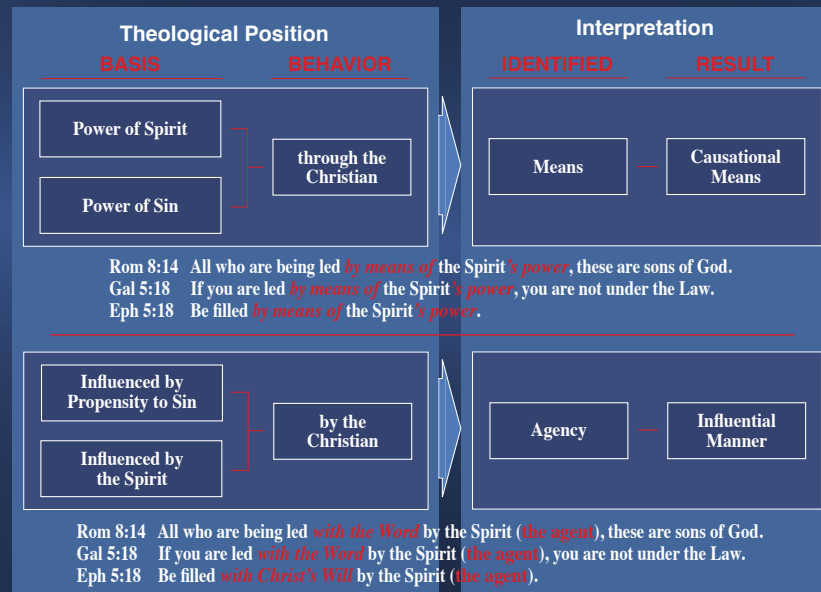 Theological Position
Interpretation
BASIS
BEHAVIOR
IDENTIFIED
RESULT
Power of Spirit
Power of Sin
through the
Christian
Means
Causational
Means
Rom 8:14 All who are being led by means of the Spirit's power, these are sons of God.
Gal 5:18 If you are led by means of the Spirit's power, you are not under the Law.
Eph 5:18 Be filled by means of the Spirit's power.
Influenced by
Propensity to Sin
Influenced by
the Spirit
by the
Christian
Agency
Influential
Manner
Rom 8:14 All who are being led with the Word by the Spirit (the agent), these are sons of God.
Gal 5:18 If you are led with the Word by the Spirit (the agent), you are not under the Law.
Eph 5:18 Be filled with Christ's Will by the Spirit (the agent).